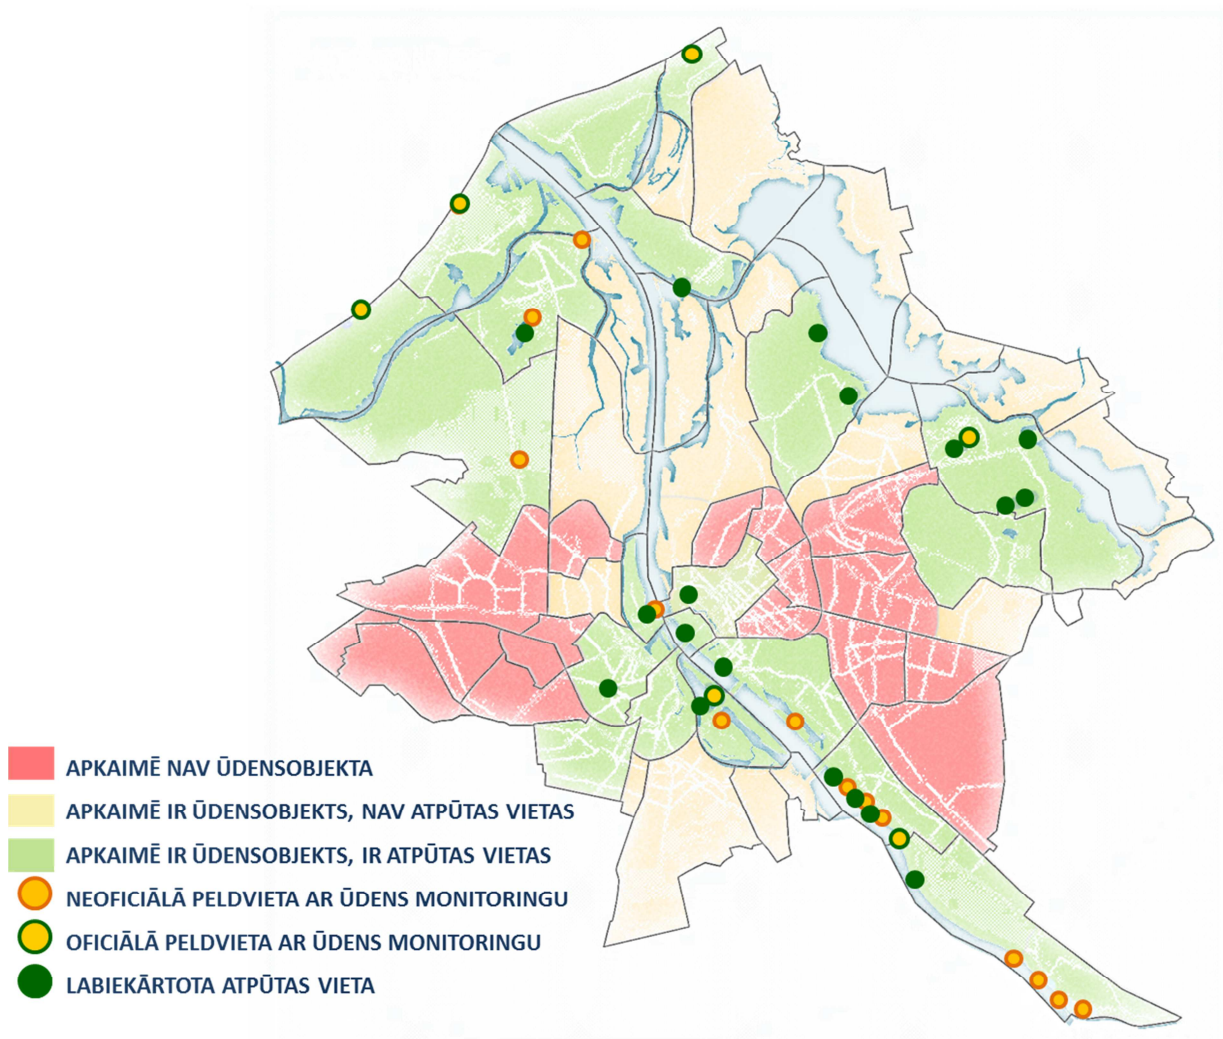 APKAIMĒ NAV ŪDENSOBJEKTA
APKAIMĒ IR ŪDENSOBJEKTS, NAV ATPŪTAS VIETAS
APKAIMĒ IR ŪDENSOBJEKTS, IR ATPŪTAS VIETAS
NEOFICIĀLĀ PELDVIETA AR ŪDENS MONITORINGU
OFICIĀLĀ PELDVIETA AR ŪDENS MONITORINGU
LABIEKĀRTOTA ATPŪTAS VIETA